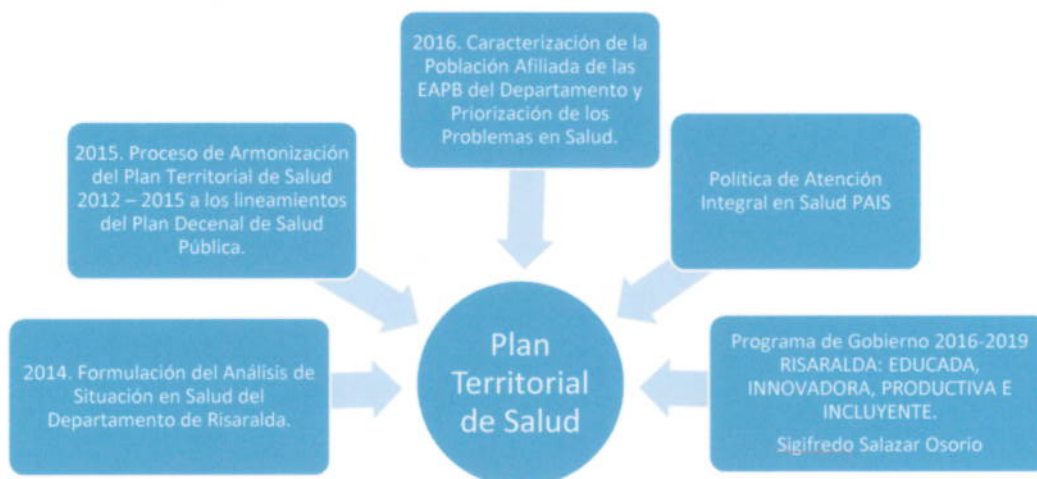 2016. Caracterización de la
Población Afiliada de las
EAPB del Departamento y
Priorización de los
Problemas en Salud.
2015. Proceso de Armonización
del Plan Territorial de Salud
2012 – 2015 a los lineamientos
del Plan Decenal de Salud
Pública.
Política de Atención
Integral en Salud PAIS
2014. Formulación del Análisis de
Situación en Salud del
Departamento de Risaralda.
Plan
Territorial
de Salud
Programa de Gobierno 2016-2019
RISARALDA: EDUCADA,
INNOVADORA, PRODUCTIVA E
INCLUYENTE.
Sigifredo Salazar Osorio